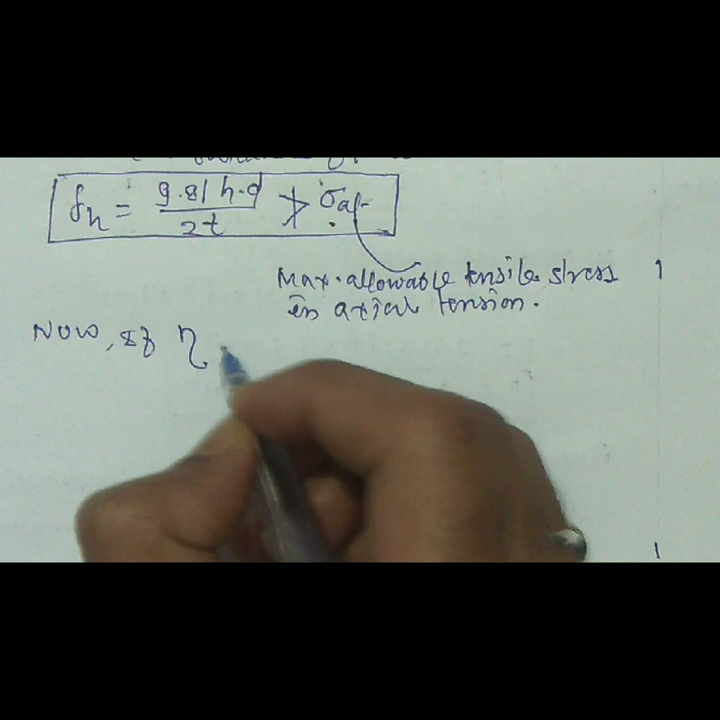 fh = 9.81 h.D / 2t ≯ σat
Max. allowable tensile stress
in axial tension.
Now, if η